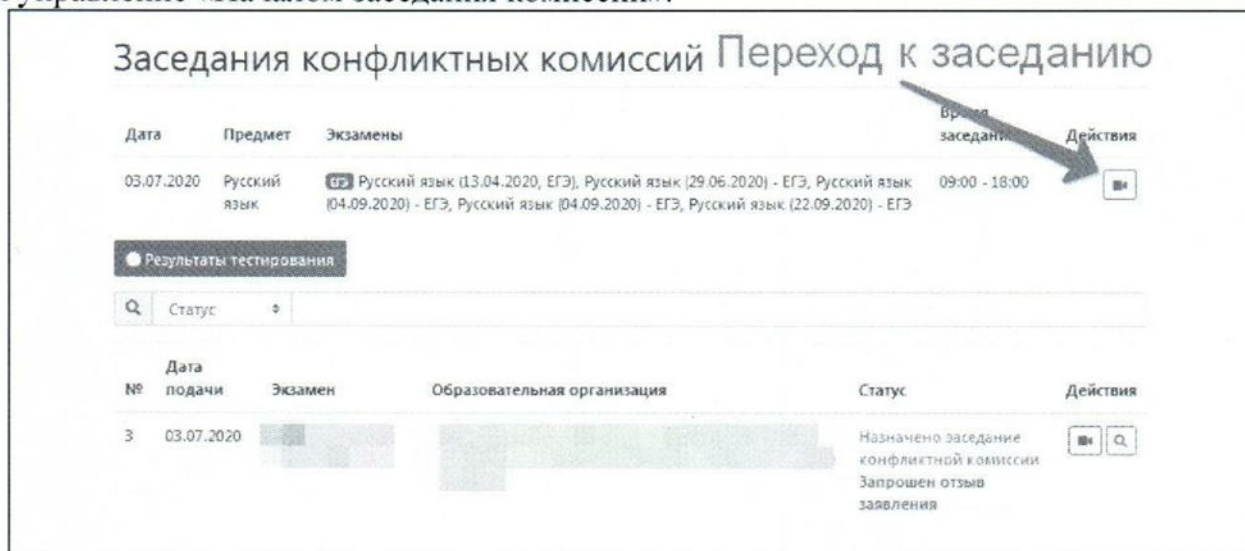 управление «Началом заседания комиссии».
Заседания конфликтных комиссий Переход к заседанию
Дата Предмет Экзамены Время заседания Действия
03.07.2020 Русский язык ЕГЭ Русский язык (13.04.2020, ЕГЭ), Русский язык (29.06.2020) - ЕГЭ, Русский язык 09:00 - 18:00
(04.09.2020) - ЕГЭ, Русский язык (04.09.2020) - ЕГЭ, Русский язык (22.09.2020) - ЕГЭ
Результаты тестирования
Статус
№ Дата подачи Экзамен Образовательная организация Статус Действия
3 03.07.2020 Назначено заседание
конфликтной комиссии
Запрошен отзыв
заявления